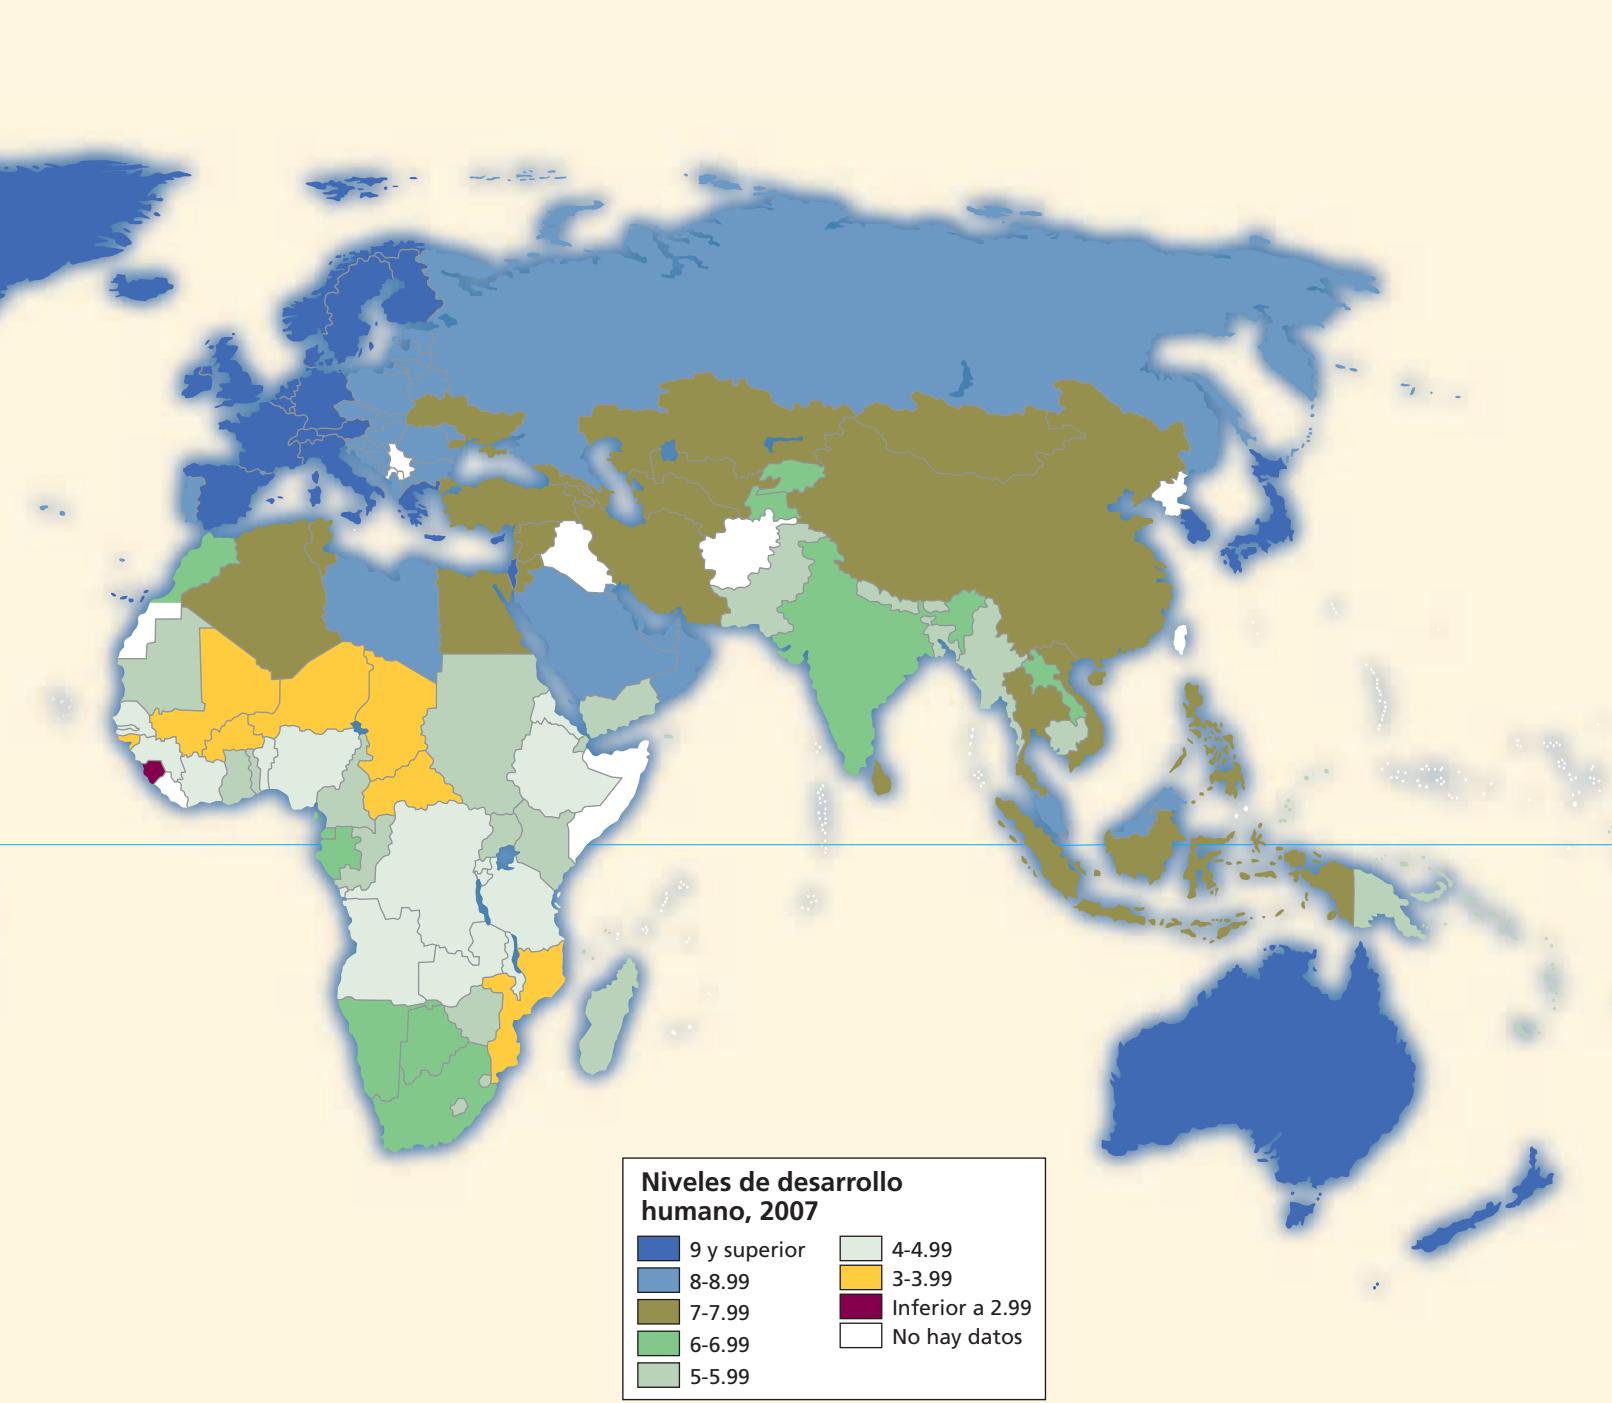 Niveles de desarrollo
humano, 2007
9 y superior
8-8.99
7-7.99
6-6.99
5-5.99
4-4.99
3-3.99
Inferior a 2.99
No hay datos